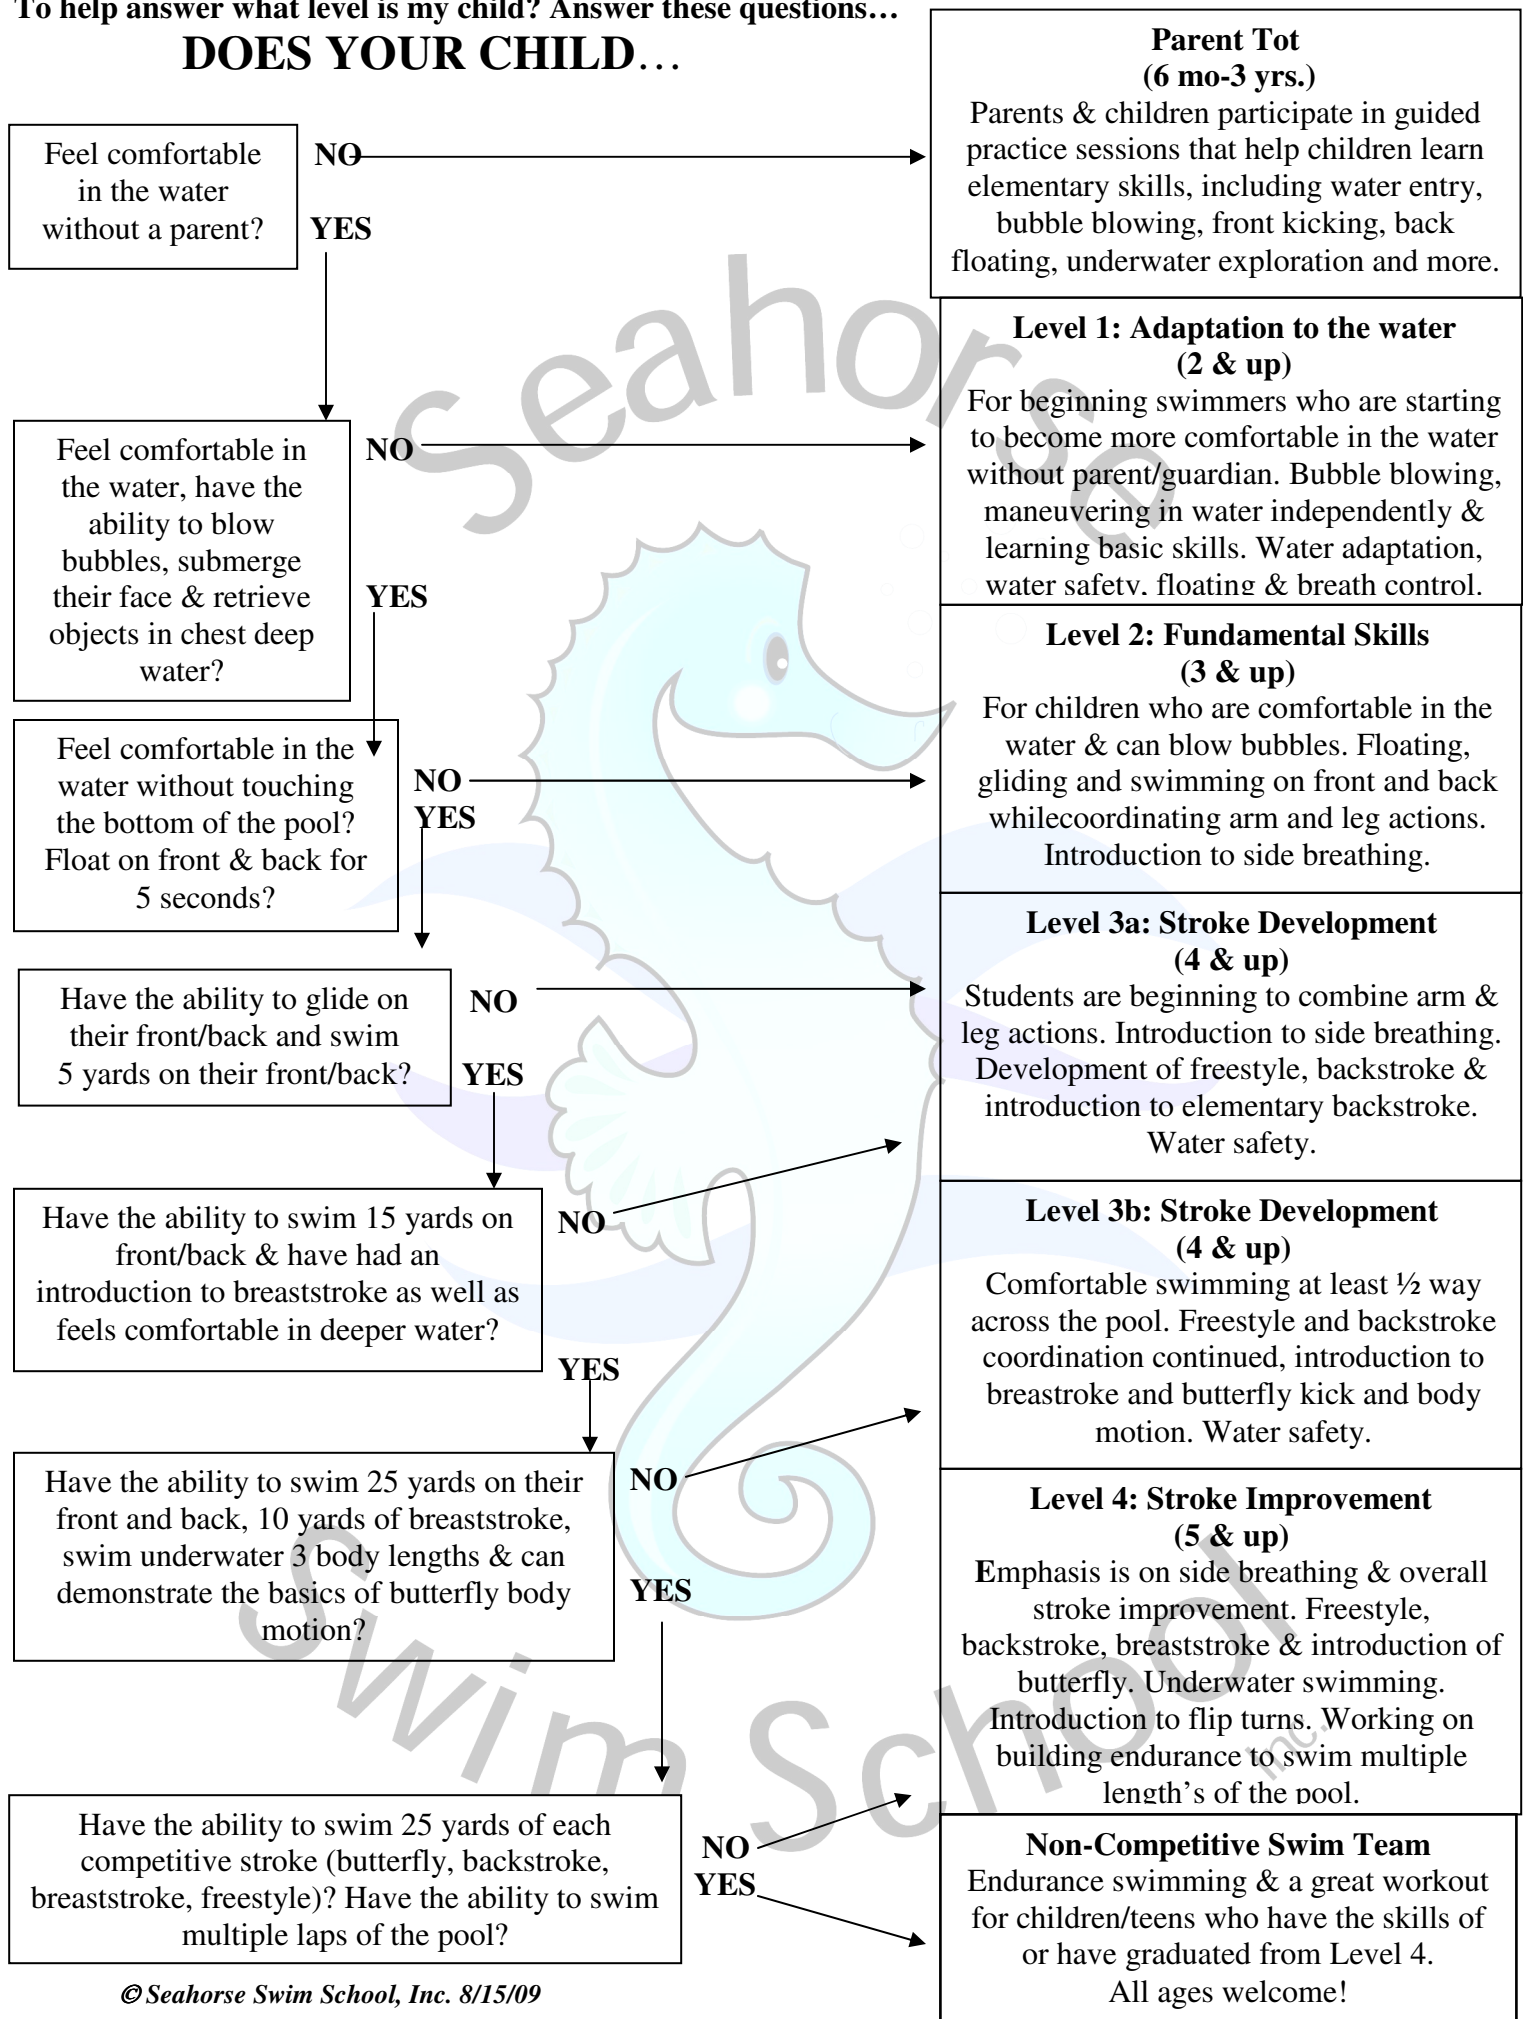 To help answer what level is my child? Answer these questions…
DOES YOUR CHILD…
Feel comfortable
in the water
without a parent?
NO
YES
Parent Tot
(6 mo-3 yrs.)
Parents & children participate in guided
practice sessions that help children learn
elementary skills, including water entry,
bubble blowing, front kicking, back
floating, underwater exploration and more.
Feel comfortable in
the water, have the
ability to blow
bubbles, submerge
their face & retrieve
objects in chest deep
water?
NO
YES
Level 1: Adaptation to the water
(2 & up)
For beginning swimmers who are starting
to become more comfortable in the water
without parent/guardian. Bubble blowing,
maneuvering in water independently &
learning basic skills. Water adaptation,
water safety, floating & breath control.
Feel comfortable in the
water without touching
the bottom of the pool?
Float on front & back for
5 seconds?
NO
YES
Level 2: Fundamental Skills
(3 & up)
For children who are comfortable in the
water & can blow bubbles. Floating,
gliding and swimming on front and back
whilecoordinating arm and leg actions.
Introduction to side breathing.
Have the ability to glide on
their front/back and swim
5 yards on their front/back?
NO
YES
Level 3a: Stroke Development
(4 & up)
Students are beginning to combine arm &
leg actions. Introduction to side breathing.
Development of freestyle, backstroke &
introduction to elementary backstroke.
Water safety.
Have the ability to swim 15 yards on
front/back & have had an
introduction to breaststroke as well as
feels comfortable in deeper water?
NO
YES
Level 3b: Stroke Development
(4 & up)
Comfortable swimming at least ½ way
across the pool. Freestyle and backstroke
coordination continued, introduction to
breastroke and butterfly kick and body
motion. Water safety.
Have the ability to swim 25 yards on their
front and back, 10 yards of breaststroke,
swim underwater 3 body lengths & can
demonstrate the basics of butterfly body
motion?
NO
YES
Level 4: Stroke Improvement
(5 & up)
Emphasis is on side breathing & overall
stroke improvement. Freestyle,
backstroke, breaststroke & introduction of
butterfly. Underwater swimming.
Introduction to flip turns. Working on
building endurance to swim multiple
length's of the pool.
Have the ability to swim 25 yards of each
competitive stroke (butterfly, backstroke,
breaststroke, freestyle)? Have the ability to swim
multiple laps of the pool?
NO
YES
Non-Competitive Swim Team
Endurance swimming & a great workout
for children/teens who have the skills of
or have graduated from Level 4.
All ages welcome!
© Seahorse Swim School, Inc. 8/15/09
Seahorse
Swim School
Inc.